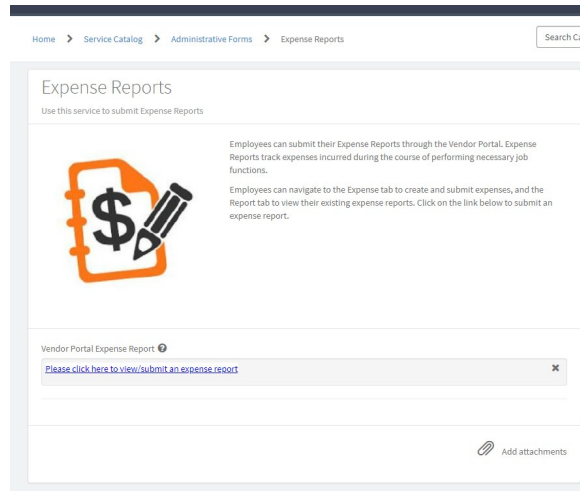 Home > Service Catalog > Administrative Forms > Expense Reports
Search Ca
Expense Reports
Use this service to submit Expense Reports
Employees can submit their Expense Reports through the Vendor Portal. Expense
Reports track expenses incurred during the course of performing necessary job
functions.
Employees can navigate to the Expense tab to create and submit expenses, and the
Report tab to view their existing expense reports. Click on the link below to submit an
expense report.
$
Vendor Portal Expense Report ?
Please click here to view/submit an expense report
Add attachments